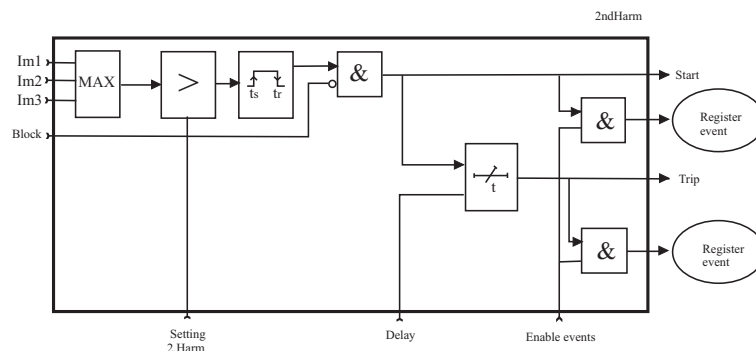 2ndHarm
Im1
Im2
Im3
MAX
>
ts
tr
&
Start
Block
&
Register
event
t
Trip
&
Register
event
Setting
2.Harm
Delay
Enable events